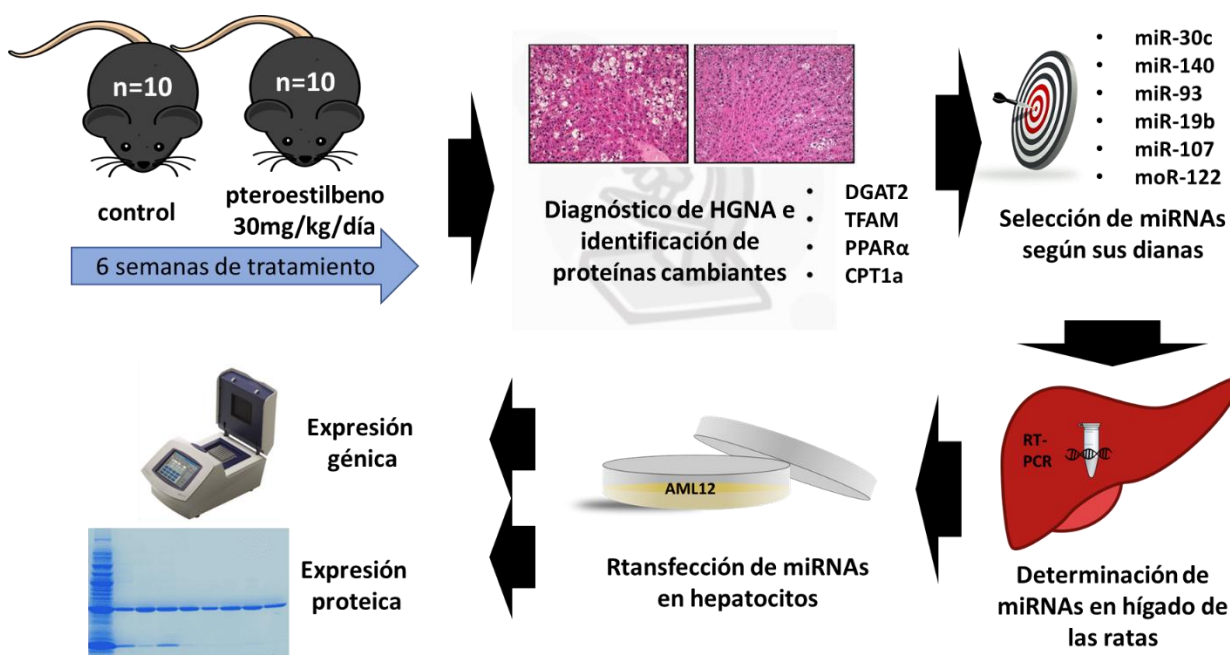 n=10
n=10
control
pteroestilbeno
30mg/kg/día
6 semanas de tratamiento
Diagnóstico de HGNA e
identificación de
proteínas cambiantes
• DGAT2
• TFAM
• PPARα
• CPT1a
• miR-30c
• miR-140
• miR-93
• miR-19b
• miR-107
• moR-122
Selección de miRNAs
según sus dianas
RT-
PCR
Determinación de
miRNAs en hígado de
las ratas
AML12
Rtansfección de miRNAs
en hepatocitos
Expresión
génica
Expresión
proteica